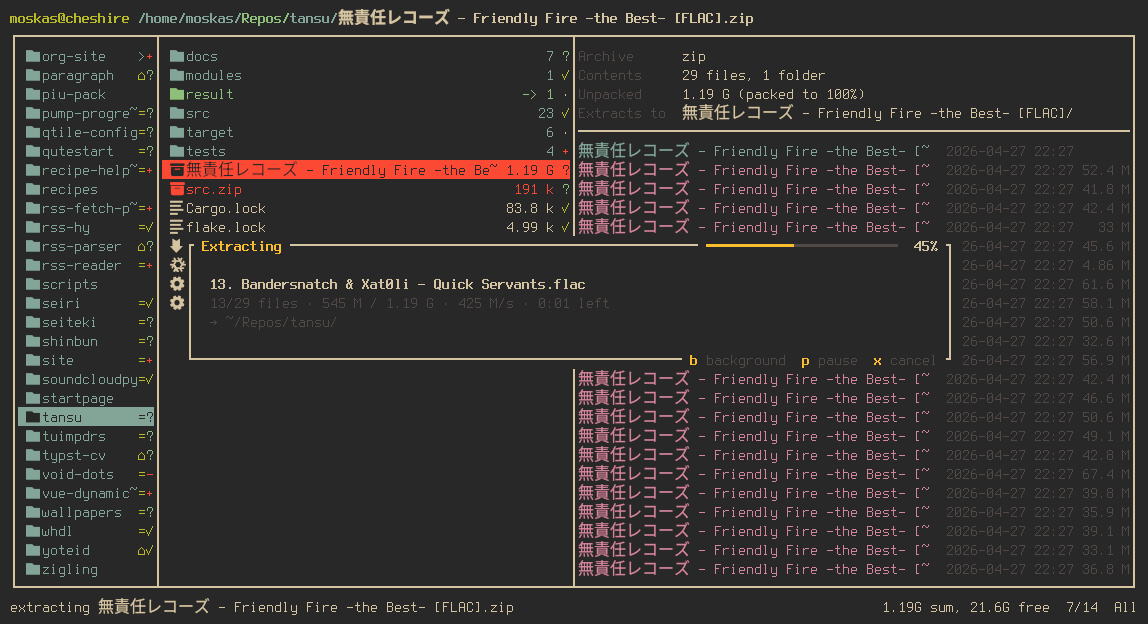 moskas@cheshire /home/moskas/Repos/tansu/無責任レコーズ - Friendly Fire -the Best- [FLAC].zip
org-site >+
paragraph ⌂?
piu-pack
pump-progre~=?
qtile-config=?
qutestart =?
recipe-help~=+
recipes
rss-fetch-p~=+
rss-hy =✓
rss-parser ⌂?
rss-reader =+
scripts
seiri =✓
seiteki =?
shinbun =?
site =+
soundcloudpy=✓
startpage
tansu =?
tuimpdrs =?
typst-cv ⌂?
void-dots =-
vue-dynamic~=+
wallpapers =?
whdl =✓
yoteid ⌂✓
zigling
docs 7 ?
modules 1 ✓
result -> 1 ·
src 23 ✓
target 6 ·
tests 4 +
無責任レコーズ - Friendly Fire -the Be~ 1.19 G ?
src.zip 191 k ?
Cargo.lock 83.8 k ✓
flake.lock 4.99 k ✓
Archive zip
Contents 29 files, 1 folder
Unpacked 1.19 G (packed to 100%)
Extracts to 無責任レコーズ - Friendly Fire -the Best- [FLAC]/
無責任レコーズ - Friendly Fire -the Best- [~ 2026-04-27 22:27
無責任レコーズ - Friendly Fire -the Best- [~ 2026-04-27 22:27 52.4 M
無責任レコーズ - Friendly Fire -the Best- [~ 2026-04-27 22:27 41.8 M
無責任レコーズ - Friendly Fire -the Best- [~ 2026-04-27 22:27 42.4 M
無責任レコーズ - Friendly Fire -the Best- [~ 2026-04-27 22:27 33 M
Extracting 45%
13. Bandersnatch & Xat0li - Quick Servants.flac
13/29 files · 545 M / 1.19 G · 425 M/s · 0:01 left
→ ~/Repos/tansu/
b background p pause x cancel
26-04-27 22:27 45.6 M
26-04-27 22:27 4.86 M
26-04-27 22:27 61.6 M
26-04-27 22:27 58.1 M
26-04-27 22:27 50.6 M
26-04-27 22:27 32.6 M
26-04-27 22:27 56.9 M
無責任レコーズ - Friendly Fire -the Best- [~ 2026-04-27 22:27 42.4 M
無責任レコーズ - Friendly Fire -the Best- [~ 2026-04-27 22:27 46.6 M
無責任レコーズ - Friendly Fire -the Best- [~ 2026-04-27 22:27 50.6 M
無責任レコーズ - Friendly Fire -the Best- [~ 2026-04-27 22:27 49.1 M
無責任レコーズ - Friendly Fire -the Best- [~ 2026-04-27 22:27 42.8 M
無責任レコーズ - Friendly Fire -the Best- [~ 2026-04-27 22:27 67.4 M
無責任レコーズ - Friendly Fire -the Best- [~ 2026-04-27 22:27 39.8 M
無責任レコーズ - Friendly Fire -the Best- [~ 2026-04-27 22:27 35.9 M
無責任レコーズ - Friendly Fire -the Best- [~ 2026-04-27 22:27 39.1 M
無責任レコーズ - Friendly Fire -the Best- [~ 2026-04-27 22:27 33.1 M
無責任レコーズ - Friendly Fire -the Best- [~ 2026-04-27 22:27 36.8 M
extracting 無責任レコーズ - Friendly Fire -the Best- [FLAC].zip
1.19G sum, 21.6G free 7/14 All